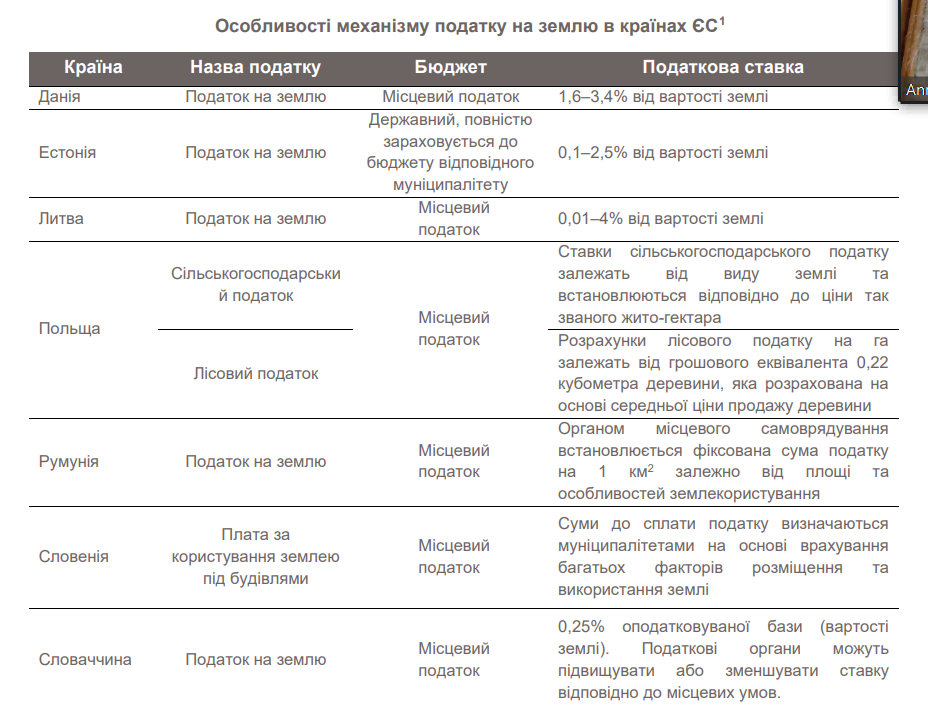 Особливості механізму податку на землю в країнах ЄС¹
Країна Назва податку Бюджет Податкова ставка
Данія Податок на землю Місцевий податок 1,6–3,4% від вартості землі
Естонія Податок на землю Державний, повністю
зараховується до
бюджету відповідного
муніципалітету
0,1–2,5% від вартості землі
Литва Податок на землю Місцевий
податок
0,01–4% від вартості землі
Польща
Сільськогосподарськи
й податок
Місцевий
податок
Ставки сільськогосподарського податку
залежать від виду землі та
встановлюються відповідно до ціни так
званого жито-гектара
Лісовий податок
Розрахунки лісового податку на га
залежать від грошового еквівалента 0,22
кубометра деревини, яка розрахована на
основі середньої ціни продажу деревини
Румунія Податок на землю Місцевий
податок
Органом місцевого самоврядування
встановлюється фіксована сума податку
на 1 км² залежно від площі та
особливостей землекористування
Словенія
Плата за
користування землею
під будівлями
Місцевий
податок
Суми до сплати податку визначаються
муніципалітетами на основі врахування
багатьох факторів розміщення та
використання землі
Словаччина Податок на землю Місцевий
податок
0,25% оподатковуваної бази (вартості
землі). Податкові органи можуть
підвищувати або зменшувати ставку
відповідно до місцевих умов.